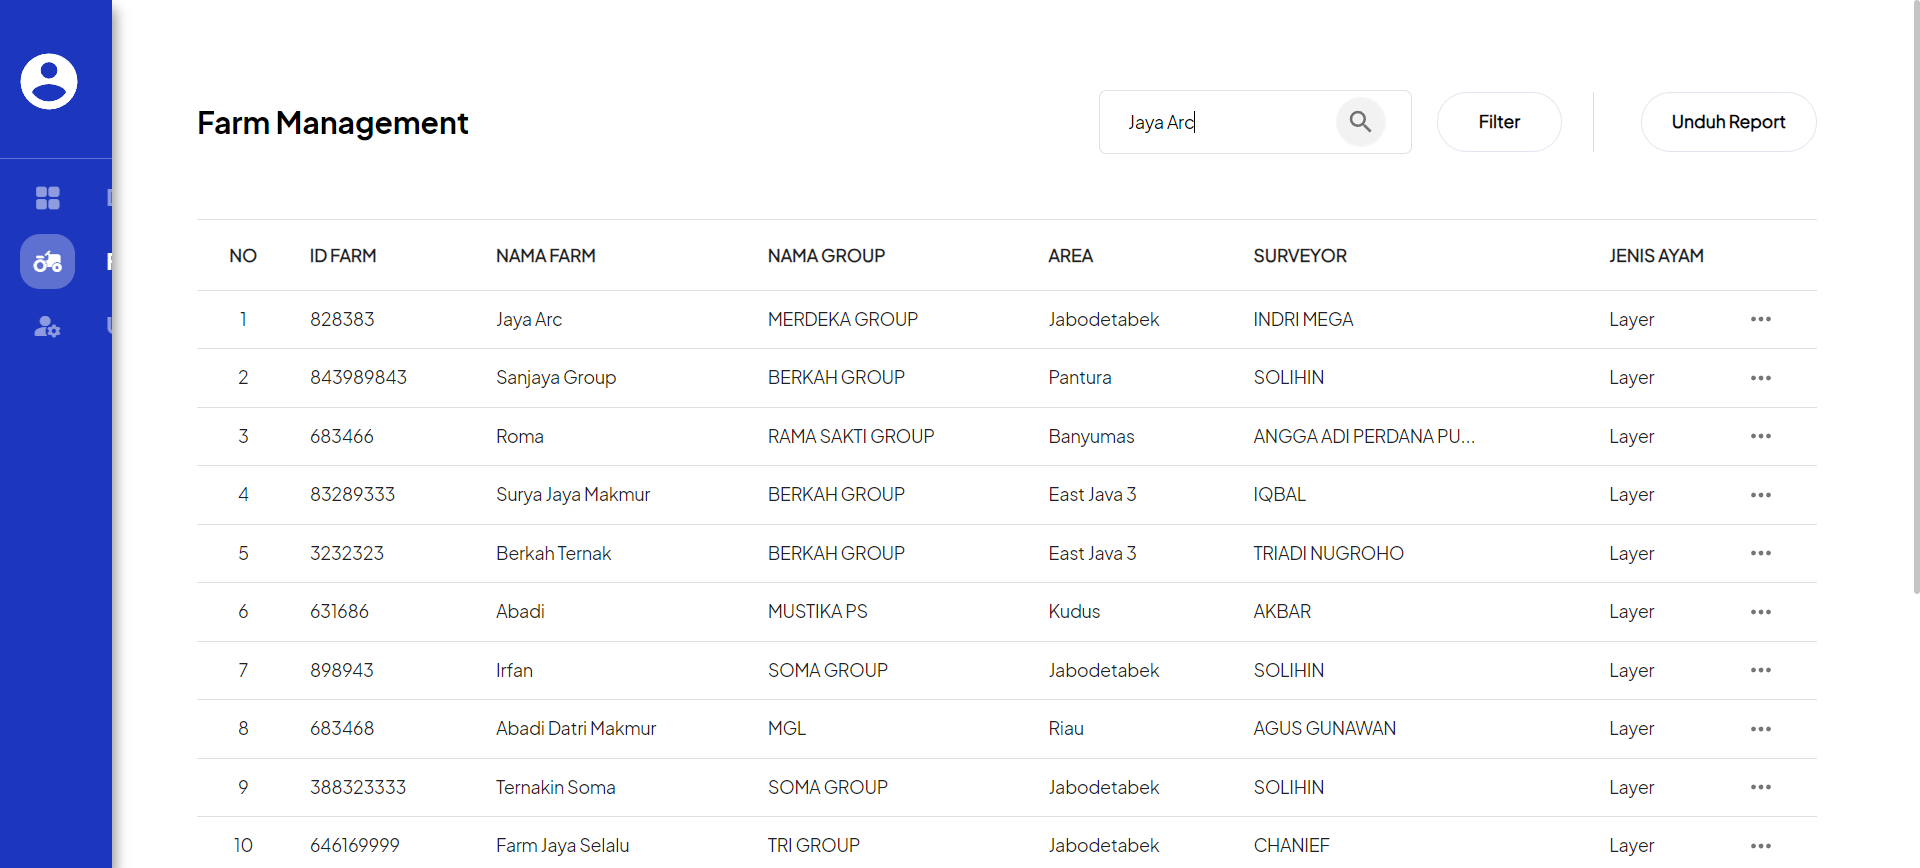 Farm Management
Jaya Arc
Filter
Unduh Report
NO ID FARM NAMA FARM NAMA GROUP AREA SURVEYOR JENIS AYAM
1 828383 Jaya Arc MERDEKA GROUP Jabodetabek INDRI MEGA Layer
2 843989843 Sanjaya Group BERKAH GROUP Pantura SOLIHIN Layer
3 683466 Roma RAMA SAKTI GROUP Banyumas ANGGA ADI PERDANA PU... Layer
4 83289333 Surya Jaya Makmur BERKAH GROUP East Java 3 IQBAL Layer
5 3232323 Berkah Ternak BERKAH GROUP East Java 3 TRIADI NUGROHO Layer
6 631686 Abadi MUSTIKA PS Kudus AKBAR Layer
7 898943 Irfan SOMA GROUP Jabodetabek SOLIHIN Layer
8 683468 Abadi Datri Makmur MGL Riau AGUS GUNAWAN Layer
9 388323333 Ternakin Soma SOMA GROUP Jabodetabek SOLIHIN Layer
10 646169999 Farm Jaya Selalu TRI GROUP Jabodetabek CHANIEF Layer